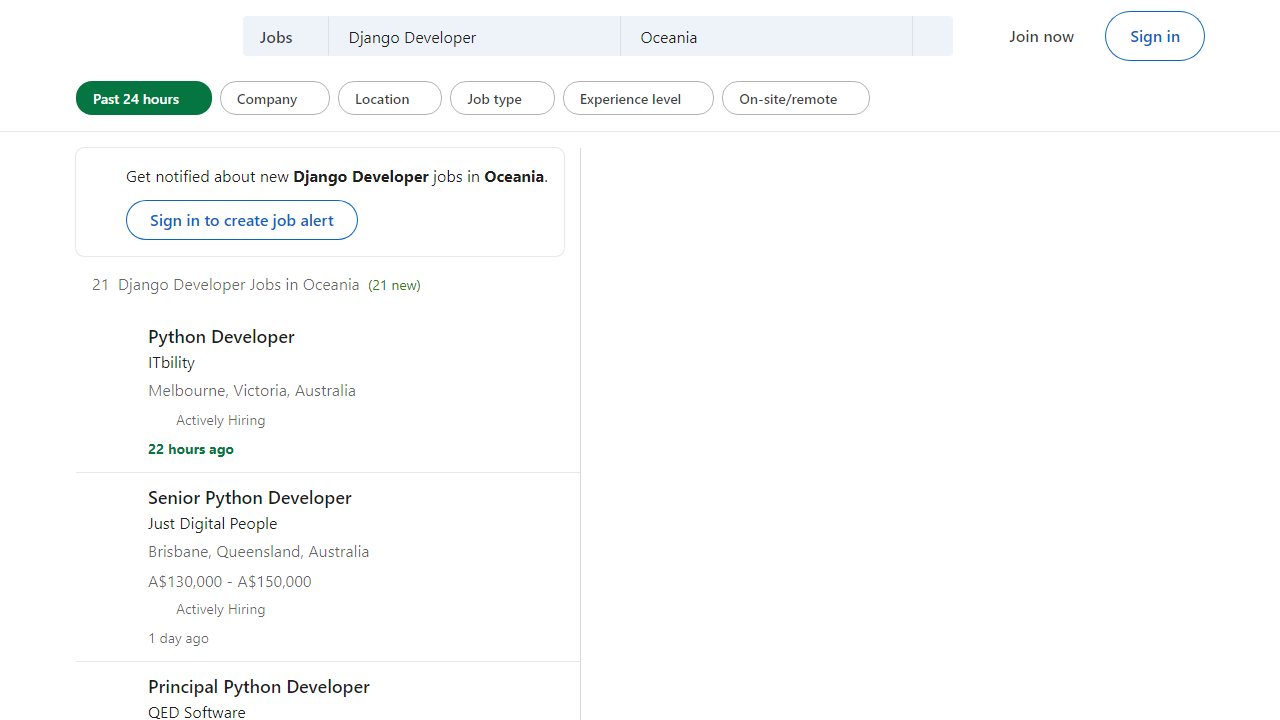 Jobs Django Developer Oceania Join now Sign in
Past 24 hours Company Location Job type Experience level On-site/remote
Get notified about new Django Developer jobs in Oceania.
Sign in to create job alert
21 Django Developer Jobs in Oceania (21 new)
Python Developer
ITbility
Melbourne, Victoria, Australia
Actively Hiring
22 hours ago
Senior Python Developer
Just Digital People
Brisbane, Queensland, Australia
A$130,000 - A$150,000
Actively Hiring
1 day ago
Principal Python Developer
QED Software